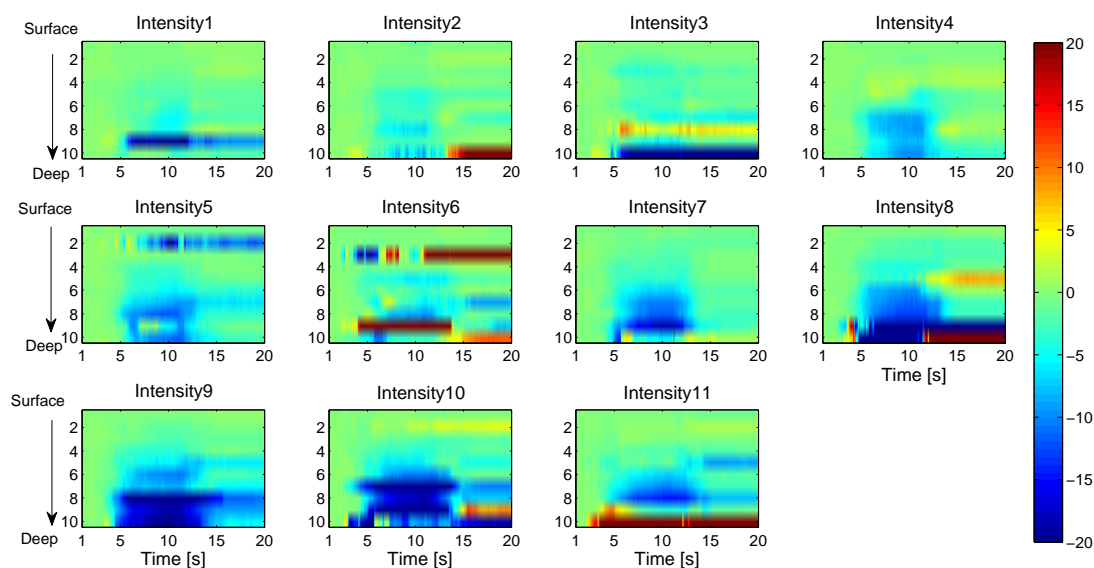 Surface Intensity1 Intensity2 Intensity3 Intensity4
2 2 2 2 20
4 4 4 4
6 6 6 6 15
8 8 8 8
Deep 10 10 10 10
1 5 10 15 20 1 5 10 15 20 1 5 10 15 20 1 5 10 15 20 10
Surface Intensity5 Intensity6 Intensity7 Intensity8
2 2 2 2 5
4 4 4 4
6 6 6 6 0
8 8 8 8
Deep 10 10 10 10
1 5 10 15 20 1 5 10 15 20 1 5 10 15 20 1 5 10 15 20 −5
Time [s]
Surface Intensity9 Intensity10 Intensity11
2 2 2 −10
4 4 4
6 6 6
8 8 8 −15
10 10 10
Deep 1 5 10 15 20 1 5 10 15 20 1 5 10 15 20 −20
Time [s] Time [s] Time [s]